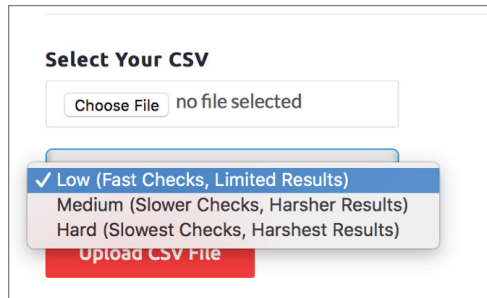 Select Your CSV
Choose File no file selected
✓ Low (Fast Checks, Limited Results)
Medium (Slower Checks, Harsher Results)
Hard (Slowest Checks, Harshest Results)
Upload CSV File